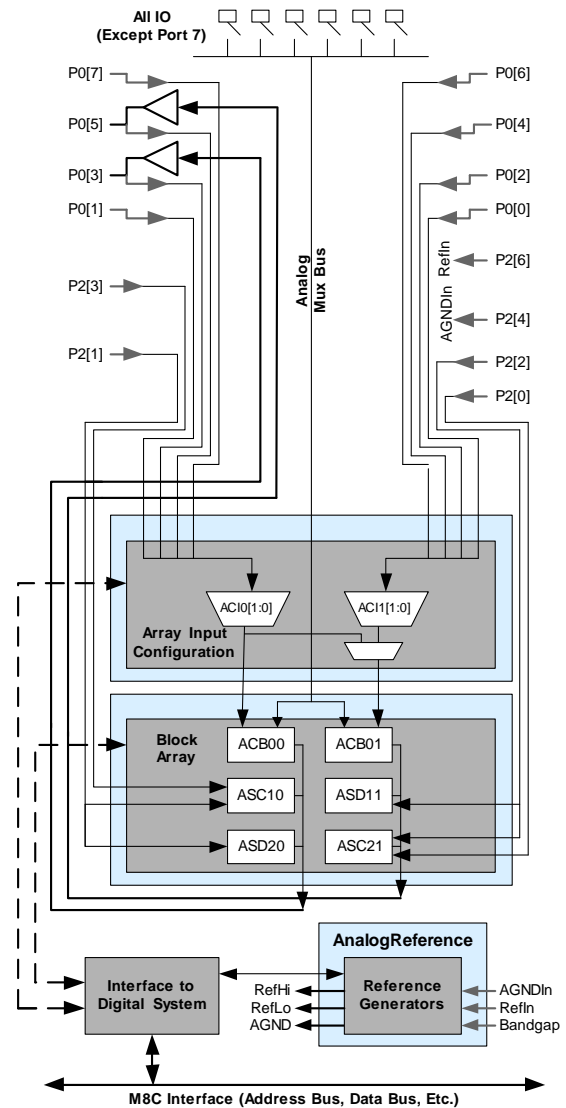 All IO
(Except Port 7)
P0[7]
P0[6]
P0[5]
P0[4]
P0[3]
P0[2]
P0[1]
P0[0]
P2[6]
P2[3]
P2[4]
P2[1]
P2[2]
P2[0]
AGNDIn RefIn
Analog
Mux Bus
ACI0[1:0]
ACI1[1:0]
Array Input
Configuration
Block
Array
ACB00
ACB01
ASC10
ASD11
ASD20
ASC21
AnalogReference
Interface to
Digital System
Reference
Generators
RefHi
RefLo
AGND
AGNDIn
RefIn
Bandgap
M8C Interface (Address Bus, Data Bus, Etc.)